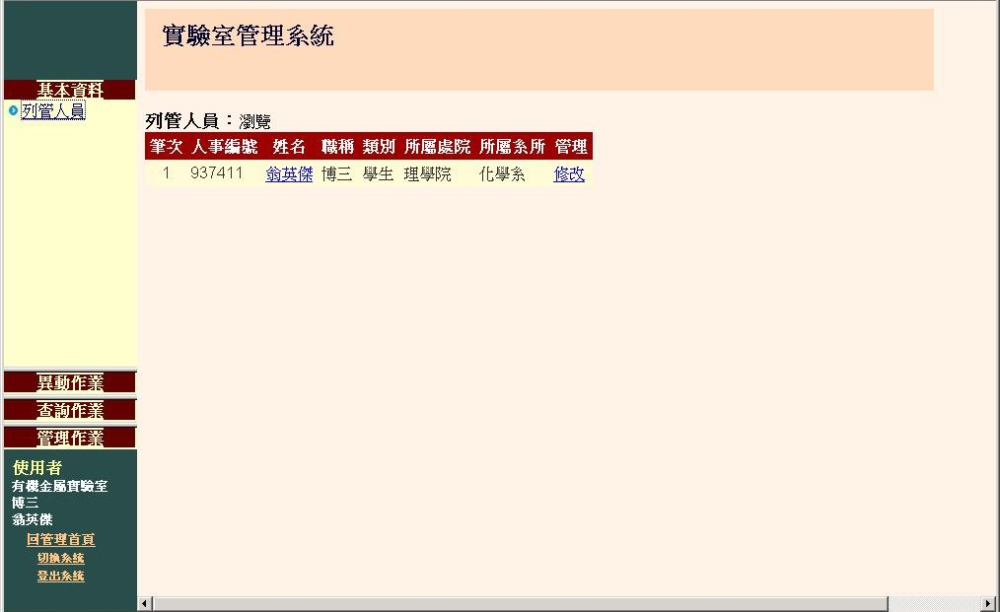 實驗室管理系統
基本資料
列管人員
列管人員：瀏覽
筆次 人事編號 姓名 職稱 類別 所屬處院 所屬系所 管理
1 937411 翁英傑 博三 學生 理學院 化學系 修改
異動作業
查詢作業
管理作業
使用者
有機金屬實驗室
博三
翁英傑
回管理首頁
切換系統
登出系統